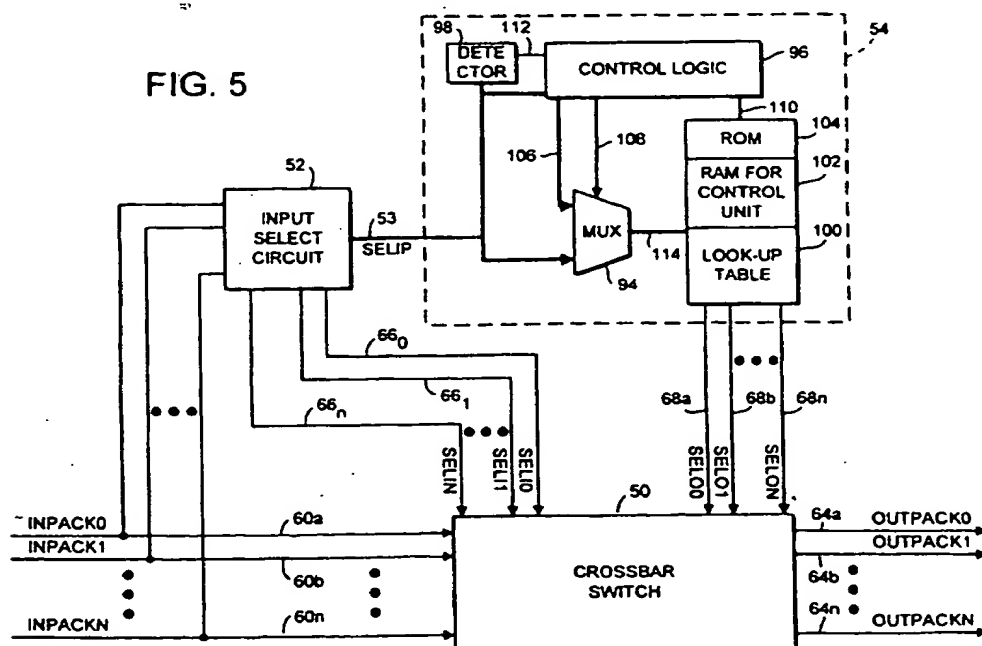 FIG. 5
98
112
54
DETE
CTOR
CONTROL LOGIC
96
110
106
108
ROM
104
RAM FOR
CONTROL
UNIT
102
52
INPUT
SELECT
CIRCUIT
53
SELIP
MUX
94
114
LOOK-UP
TABLE
100
66₀
66₁
66n
68a
68b
68n
SELIN
SELI1
SELI0
SELO0
SELO1
SELON
50
INPACK0
60a
64a
OUTPACK0
INPACK1
60b
64b
OUTPACK1
CROSSBAR
SWITCH
INPACKN
60n
64n
OUTPACKN